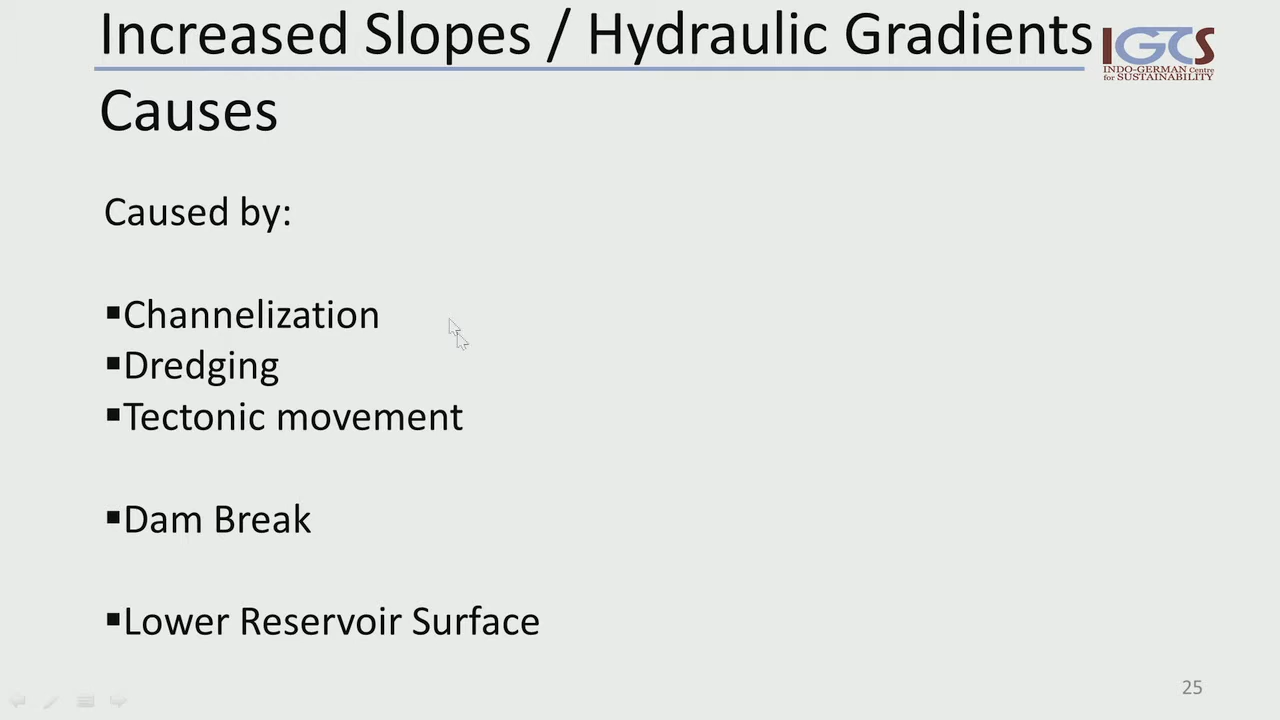 Increased Slopes / Hydraulic Gradients
IGCS
INDO-GERMAN Centre
for SUSTAINABILITY
Causes
Caused by:
▪Channelization
▪Dredging
▪Tectonic movement
▪Dam Break
▪Lower Reservoir Surface
25